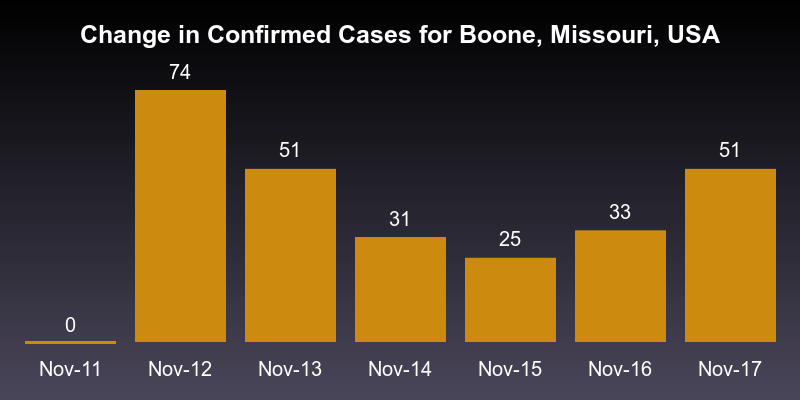 Change in Confirmed Cases for Boone, Missouri, USA
0 74 51 31 25 33 51
Nov-11 Nov-12 Nov-13 Nov-14 Nov-15 Nov-16 Nov-17